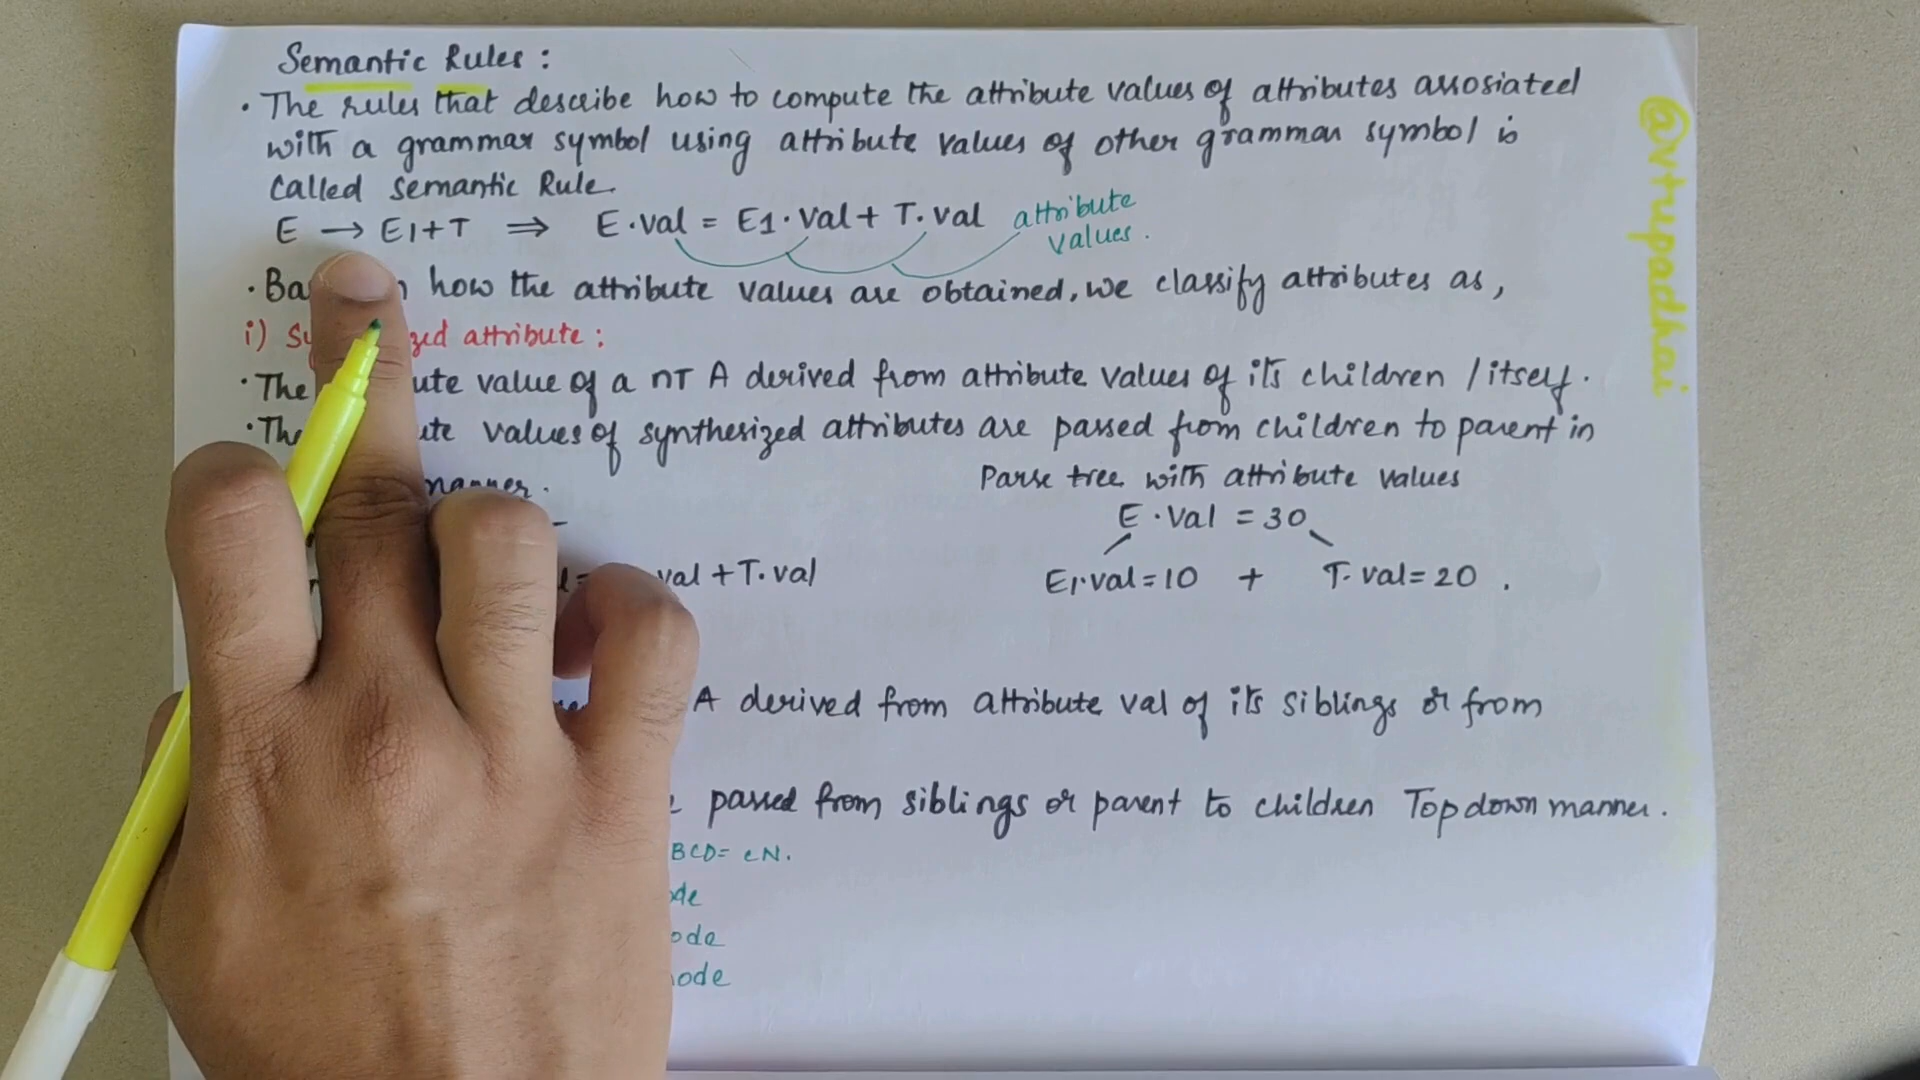 Semantic Rules :
· The rules that describe how to compute the attribute values of attributes assosiated
with a grammar symbol using attribute values of other grammar symbol is
called semantic Rule.
E → E1+T ⇒ E.val = E1.val + T.val attribute
values.
· how the attribute values are obtained, we classify attributes as,
i) attribute :
· The value of a nT A derived from attribute values of its children / itself.
· values of synthesized attributes are passed from children to parent in
manner.
Parse tree with attribute values
E .Val = 30
val + T.val
E1.val=10 + T.val=20 .
A derived from attribute val of its siblings or from
passed from siblings or parent to children Topdown manner.
BCD= cN.
@vtupadhai